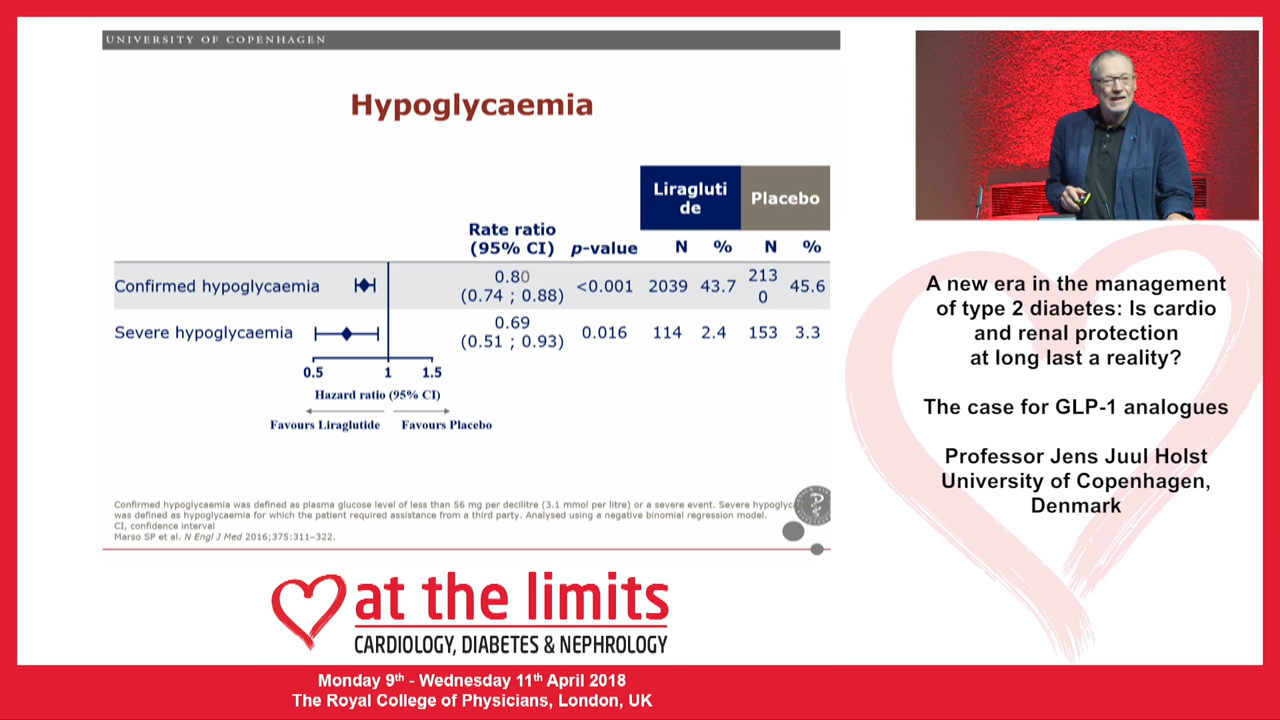 UNIVERSITY OF COPENHAGEN
Hypoglycaemia
Liragluti
de
Placebo
Rate ratio
(95% CI)
p-value
N
%
N
%
Confirmed hypoglycaemia
0.80
(0.74 ; 0.88)
<0.001
2039
43.7
213
0
45.6
Severe hypoglycaemia
0.69
(0.51 ; 0.93)
0.016
114
2.4
153
3.3
0.5
1
1.5
Hazard ratio (95% CI)
Favours Liraglutide
Favours Placebo
Confirmed hypoglycaemia was defined as plasma glucose level of less than 56 mg per decilitre (3.1 mmol per litre) or a severe event. Severe hypoglyc
was defined as hypoglycaemia for which the patient required assistance from a third party. Analysed using a negative binomial regression model.
CI, confidence interval
Marso SP et al. N Engl J Med 2016;375:311–322.
at the limits
CARDIOLOGY, DIABETES & NEPHROLOGY
Monday 9th - Wednesday 11th April 2018
The Royal College of Physicians, London, UK
A new era in the management
of type 2 diabetes: Is cardio
and renal protection
at long last a reality?
The case for GLP-1 analogues
Professor Jens Juul Holst
University of Copenhagen,
Denmark